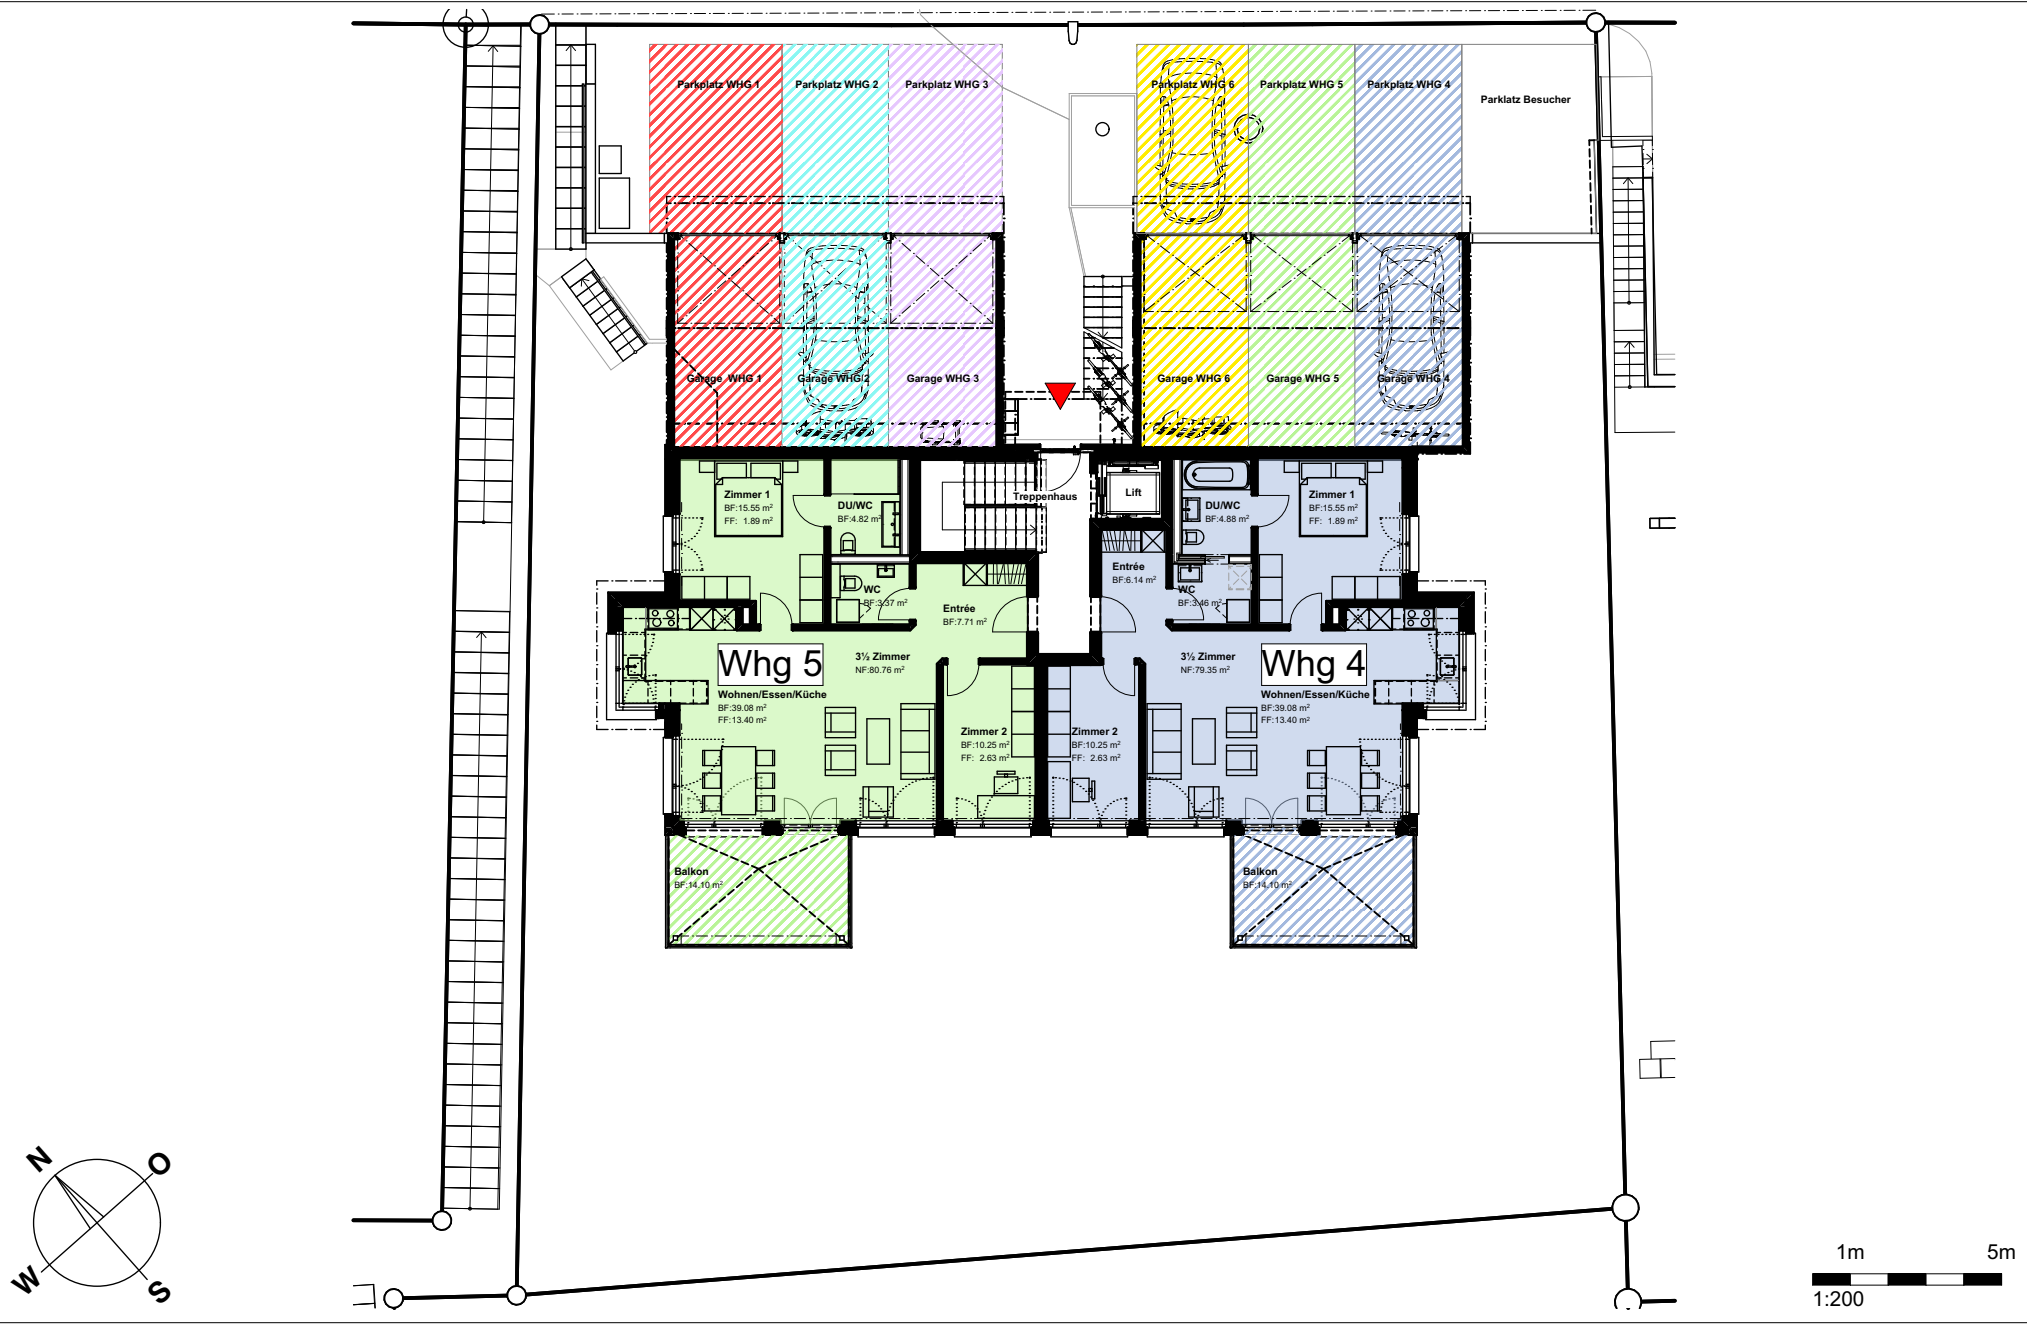 Parkplatz WHG 1
Parkplatz WHG 2
Parkplatz WHG 3
Parkplatz WHG 6
Parkplatz WHG 5
Parkplatz WHG 4
Parklatz Besucher
Garage WHG 1
Garage WHG 2
Garage WHG 3
Garage WHG 6
Garage WHG 5
Garage WHG 4
Zimmer 1
BF:15.55 m²
FF: 1.89 m²
DU/WC
BF:4.82 m²
Treppenhaus
Lift
DU/WC
BF:4.88 m²
Zimmer 1
BF:15.55 m²
FF: 1.89 m²
WC
BF:3.37 m²
Entrée
BF:7.71 m²
Entrée
BF:6.14 m²
WC
BF:3.46 m²
Whg 5
3½ Zimmer
NF:80.76 m²
Wohnen/Essen/Küche
BF:39.08 m²
FF:13.40 m²
Zimmer 2
BF:10.25 m²
FF: 2.63 m²
Zimmer 2
BF:10.25 m²
FF: 2.63 m²
3½ Zimmer
NF:79.35 m²
Whg 4
Wohnen/Essen/Küche
BF:39.08 m²
FF:13.40 m²
Balkon
BF:14.10 m²
Balkon
BF:14.10 m²
N
O
W
S
1m
5m
1:200